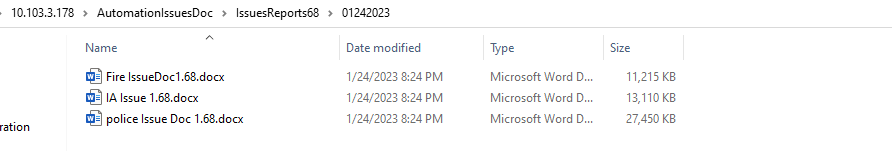 10.103.3.178 > AutomationIssuesDoc > IssuesReports68 > 01242023
Name Date modified Type Size
Fire IssueDoc1.68.docx 1/24/2023 8:24 PM Microsoft Word D... 11,215 KB
IA Issue 1.68.docx 1/24/2023 8:24 PM Microsoft Word D... 13,110 KB
police Issue Doc 1.68.docx 1/24/2023 8:24 PM Microsoft Word D... 27,450 KB
ration